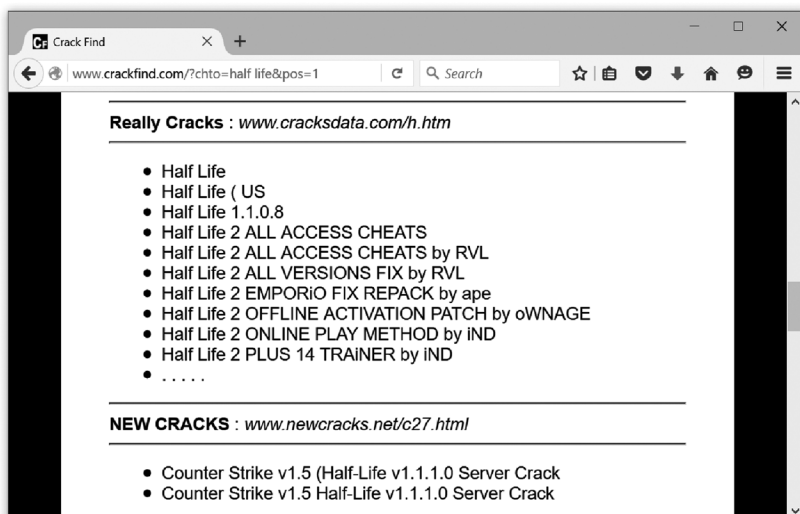 CF Crack Find
www.crackfind.com/?chto=half life&pos=1
Search
Really Cracks : www.cracksdata.com/h.htm
Half Life
Half Life ( US
Half Life 1.1.0.8
Half Life 2 ALL ACCESS CHEATS
Half Life 2 ALL ACCESS CHEATS by RVL
Half Life 2 ALL VERSIONS FIX by RVL
Half Life 2 EMPORiO FIX REPACK by ape
Half Life 2 OFFLINE ACTIVATION PATCH by oWNAGE
Half Life 2 ONLINE PLAY METHOD by iND
Half Life 2 PLUS 14 TRAiNER by iND
. . . . .
NEW CRACKS : www.newcracks.net/c27.html
Counter Strike v1.5 (Half-Life v1.1.1.0 Server Crack
Counter Strike v1.5 Half-Life v1.1.1.0 Server Crack